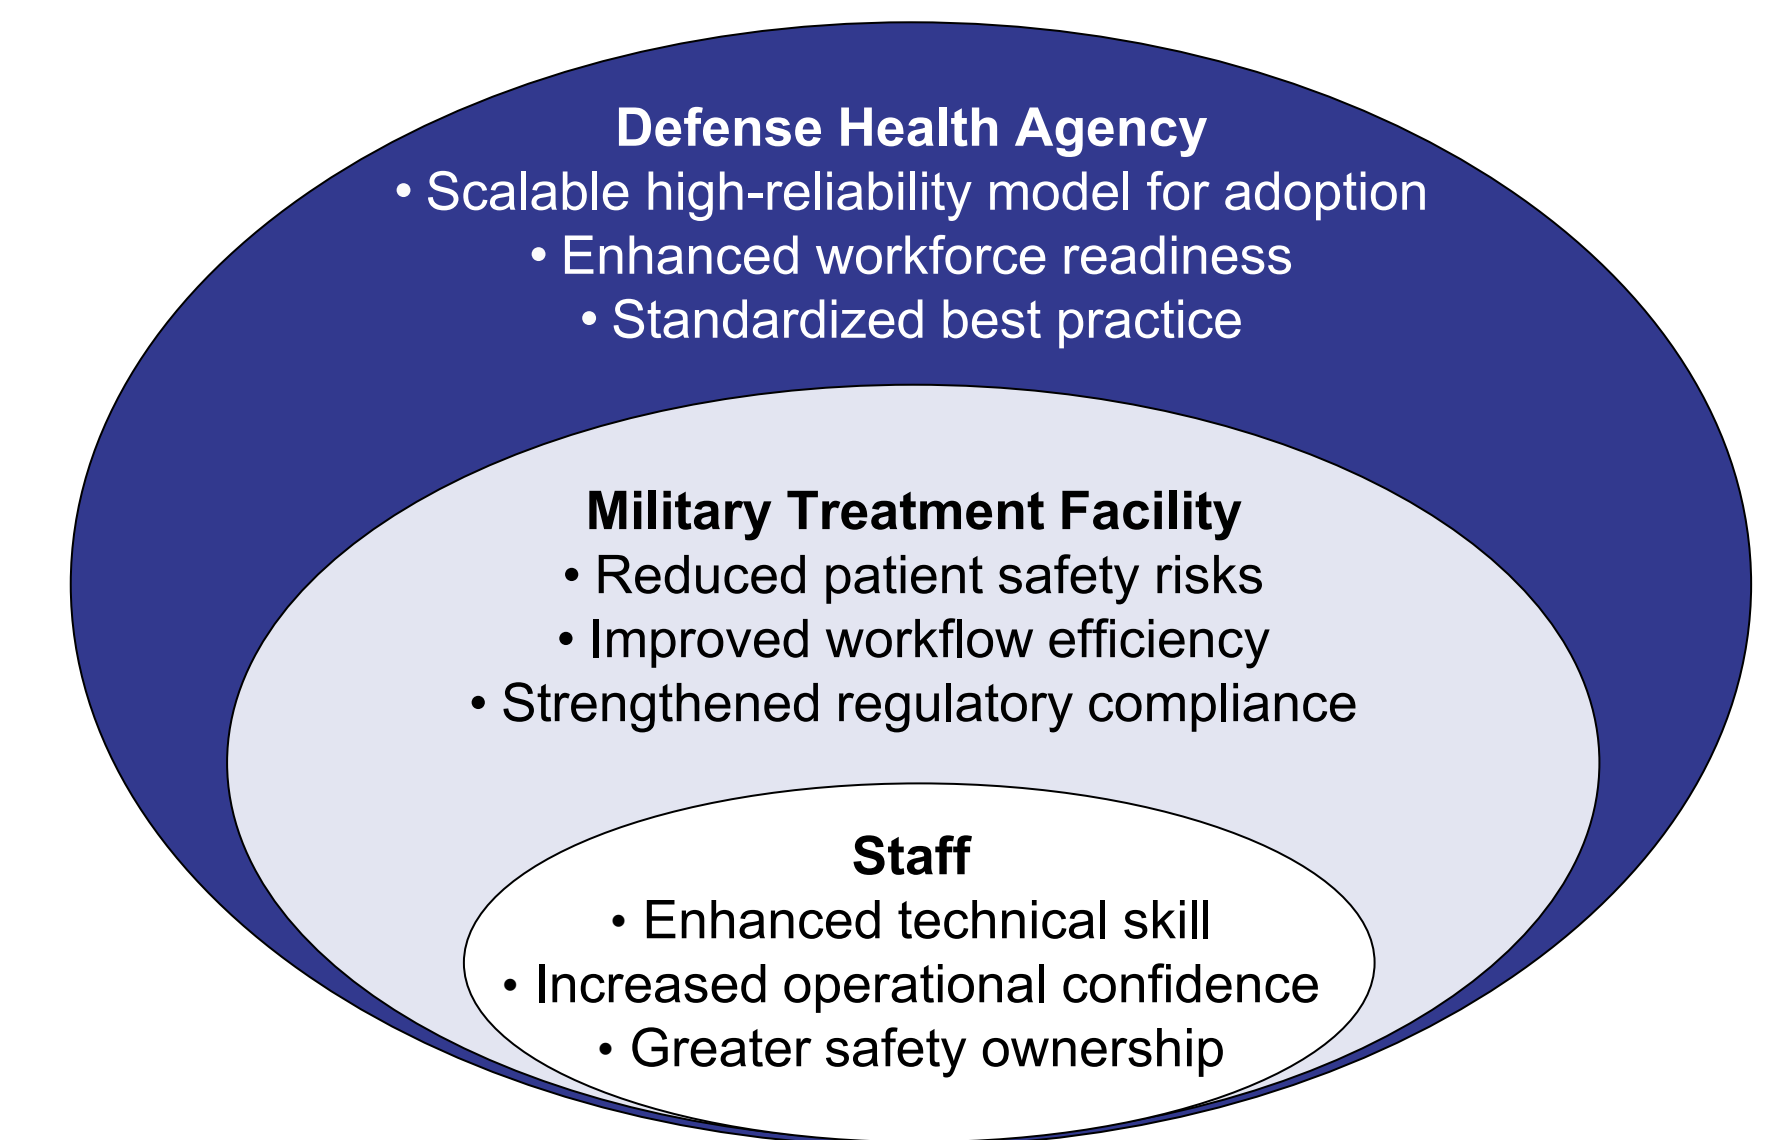 Defense Health Agency
• Scalable high-reliability model for adoption
• Enhanced workforce readiness
• Standardized best practice
Military Treatment Facility
• Reduced patient safety risks
• Improved workflow efficiency
• Strengthened regulatory compliance
Staff
• Enhanced technical skill
• Increased operational confidence
• Greater safety ownership